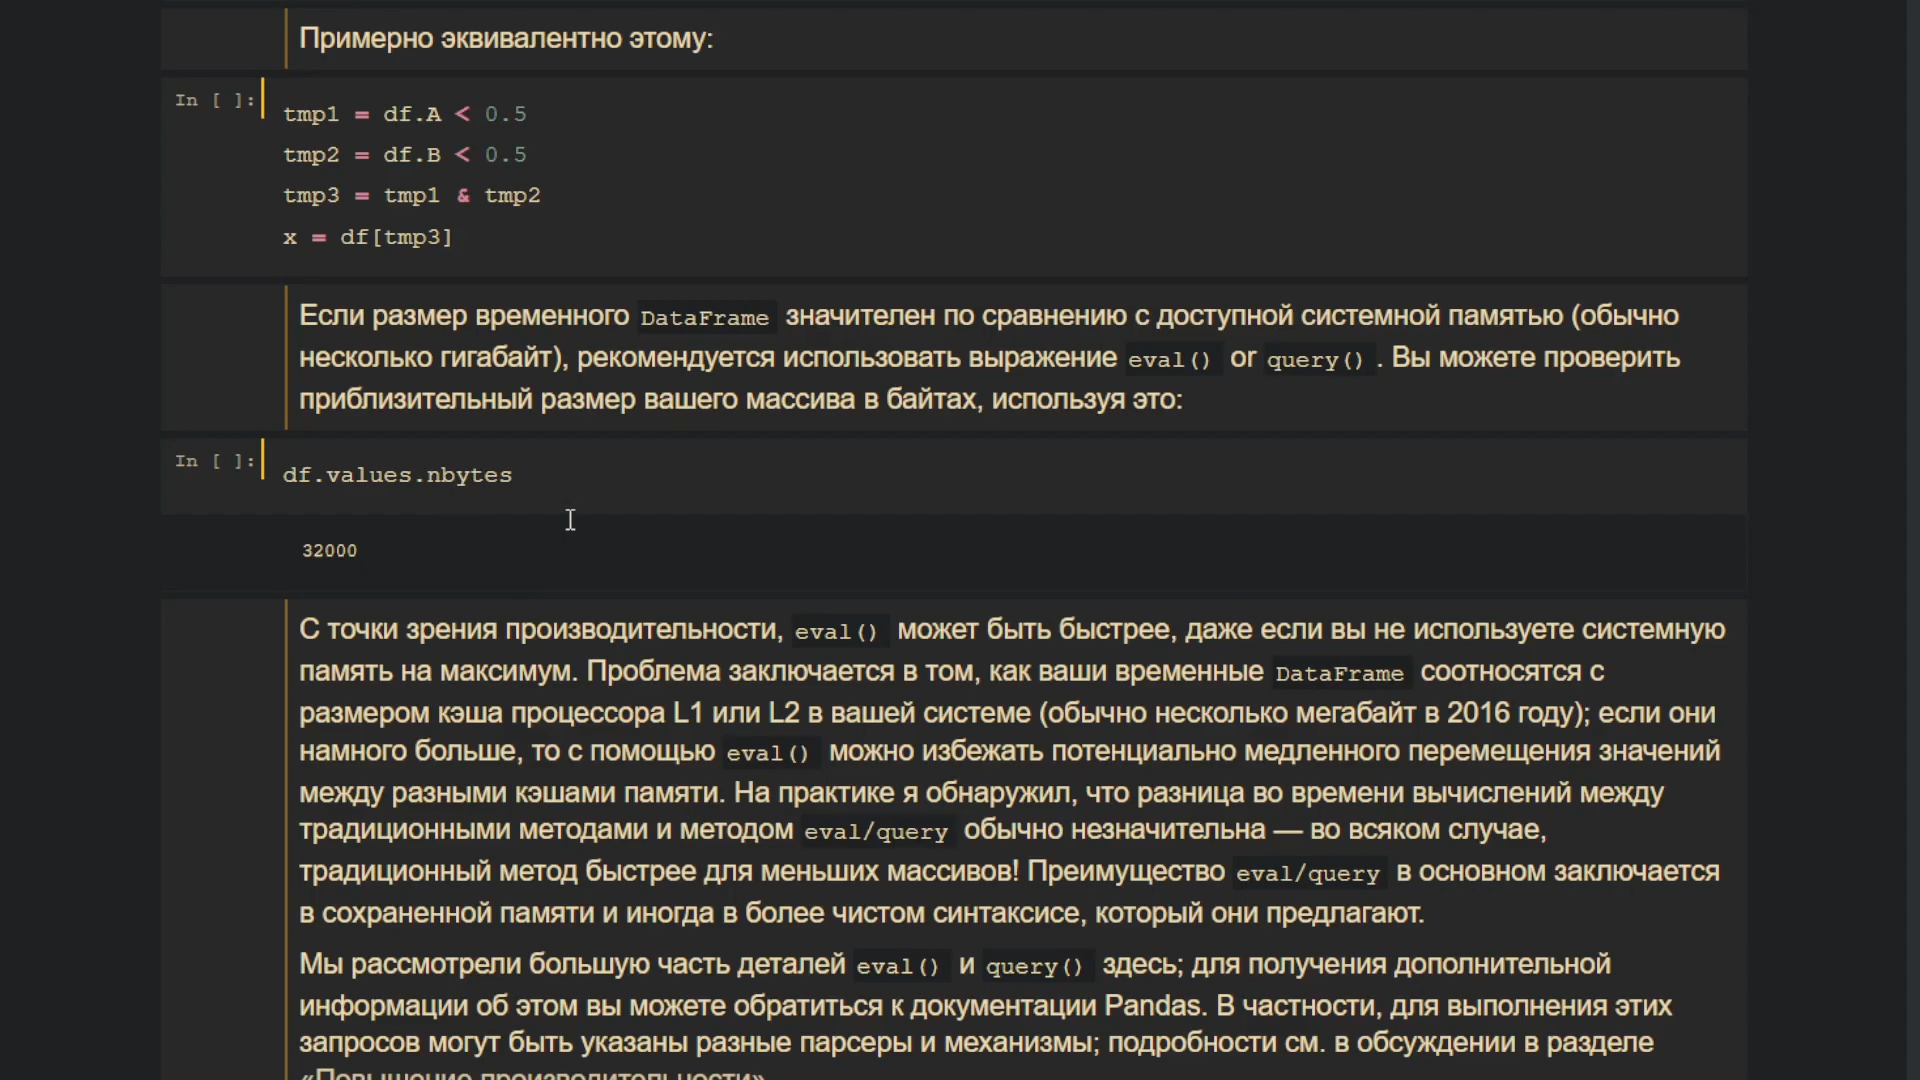 Примерно эквивалентно этому:
In [ ]:
tmp1 = df.A < 0.5
tmp2 = df.B < 0.5
tmp3 = tmp1 & tmp2
x = df[tmp3]
Если размер временного DataFrame значителен по сравнению с доступной системной памятью (обычно
несколько гигабайт), рекомендуется использовать выражение eval() or query() . Вы можете проверить
приблизительный размер вашего массива в байтах, используя это:
In [ ]:
df.values.nbytes
32000
С точки зрения производительности, eval() может быть быстрее, даже если вы не используете системную
память на максимум. Проблема заключается в том, как ваши временные DataFrame соотносятся с
размером кэша процессора L1 или L2 в вашей системе (обычно несколько мегабайт в 2016 году); если они
намного больше, то с помощью eval() можно избежать потенциально медленного перемещения значений
между разными кэшами памяти. На практике я обнаружил, что разница во времени вычислений между
традиционными методами и методом eval/query обычно незначительна — во всяком случае,
традиционный метод быстрее для меньших массивов! Преимущество eval/query в основном заключается
в сохраненной памяти и иногда в более чистом синтаксисе, который они предлагают.
Мы рассмотрели большую часть деталей eval() и query() здесь; для получения дополнительной
информации об этом вы можете обратиться к документации Pandas. В частности, для выполнения этих
запросов могут быть указаны разные парсеры и механизмы; подробности см. в обсуждении в разделе
«Повышение производительности»